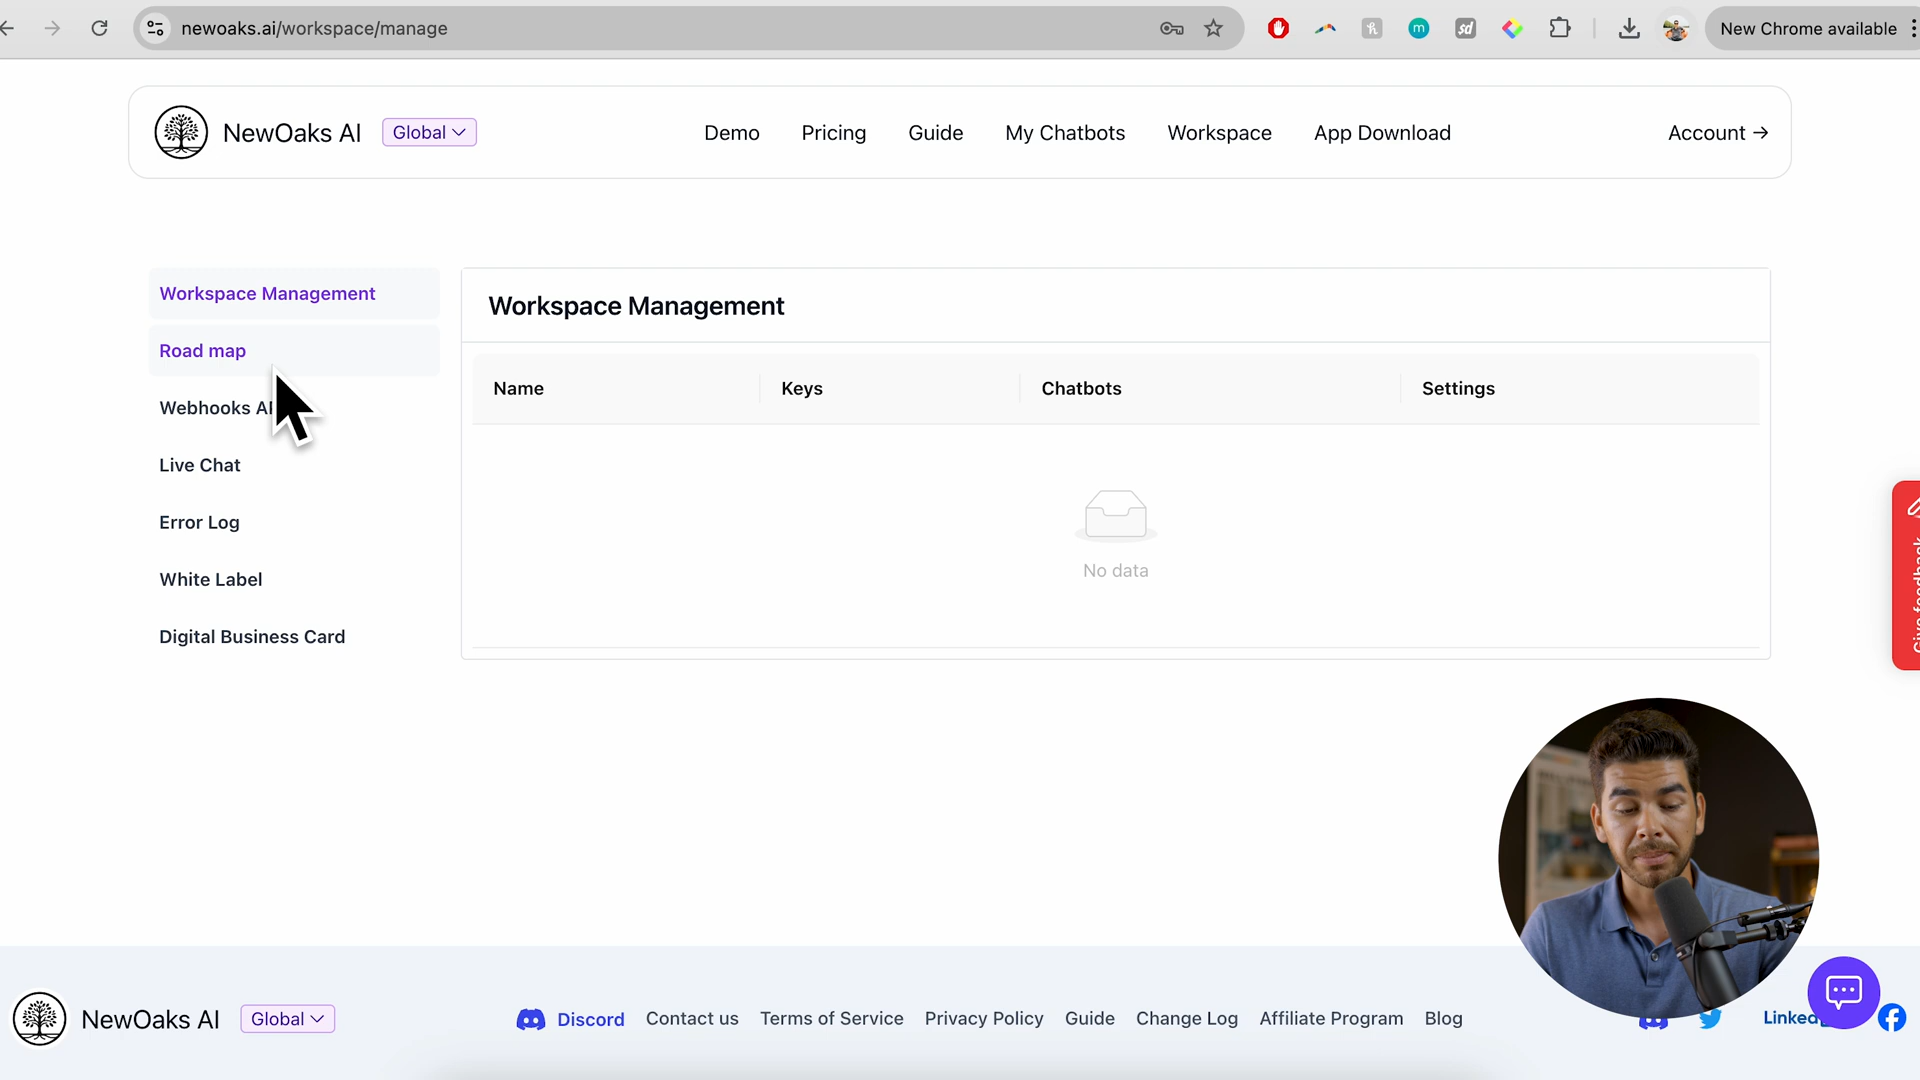 newoaks.ai/workspace/manage
New Chrome available
NewOaks AI
Global
Demo
Pricing
Guide
My Chatbots
Workspace
App Download
Account →
Workspace Management
Road map
Webhooks
Live Chat
Error Log
White Label
Digital Business Card
Workspace Management
Name
Keys
Chatbots
Settings
No data
Give feedback
NewOaks AI
Global
Discord
Contact us
Terms of Service
Privacy Policy
Guide
Change Log
Affiliate Program
Blog